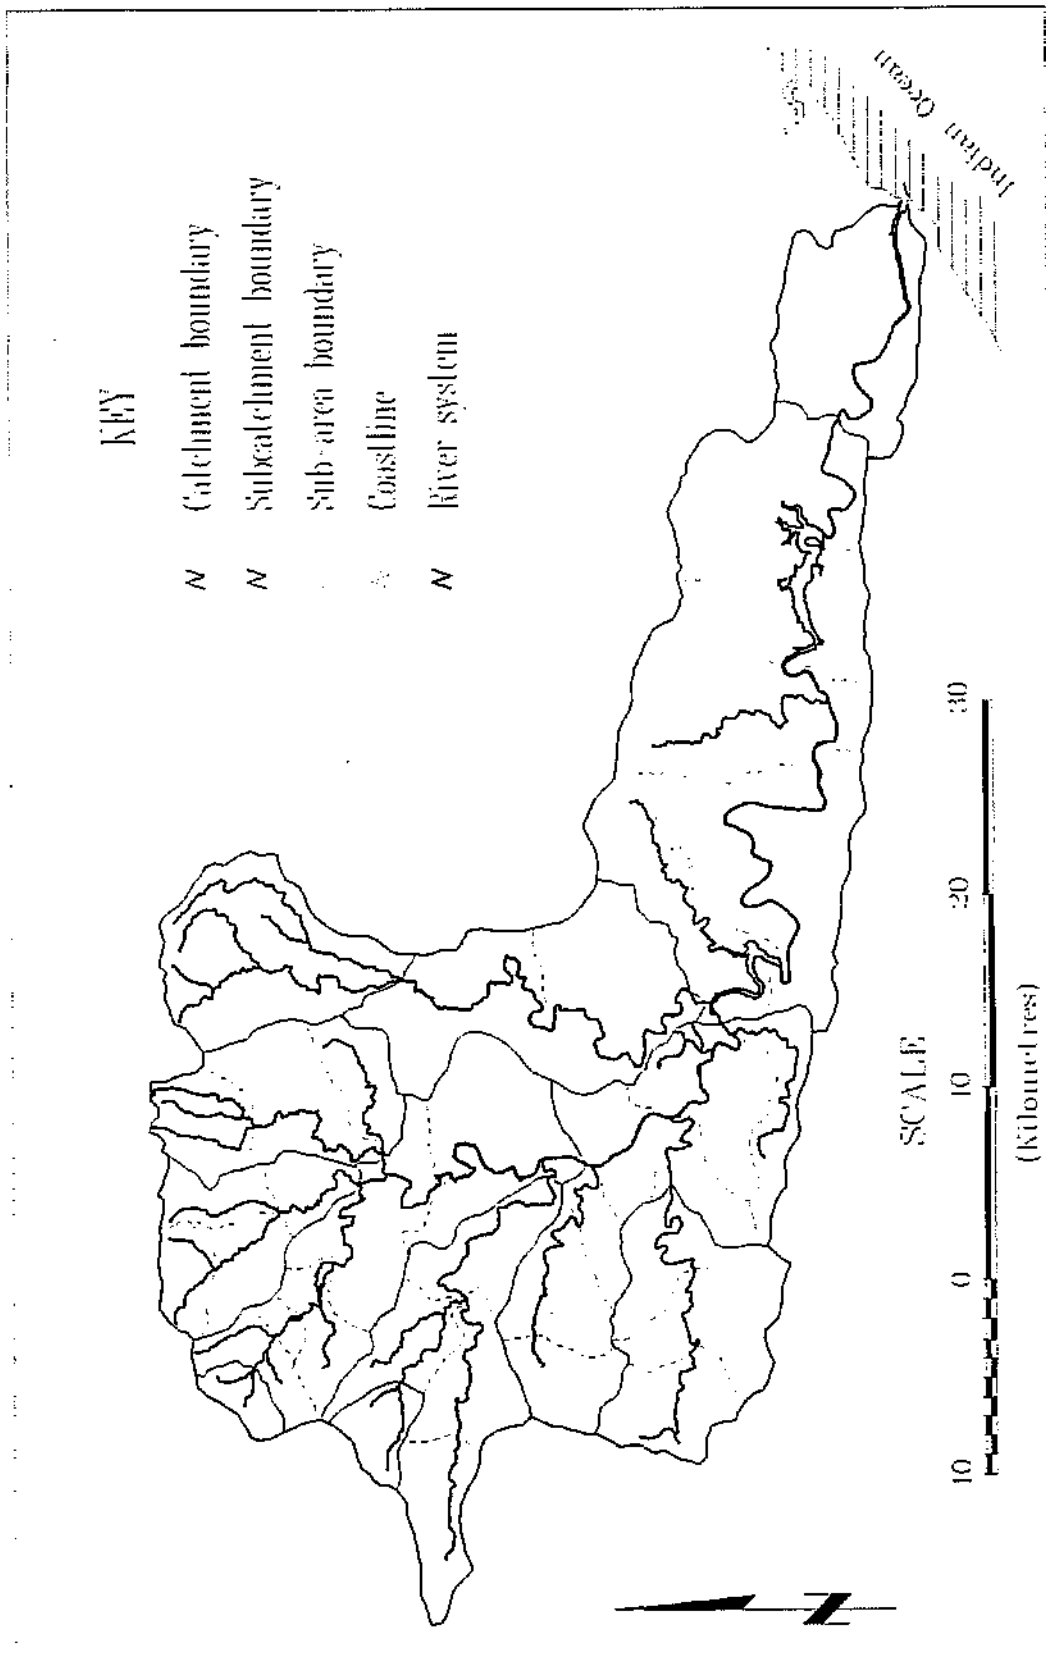 KEY
N Catchment boundary
N Subcatchment boundary
Sub-area boundary
Coastline
N River system
Indian Ocean
SCALE
10 0 10 20 30
(Kilometres)
N